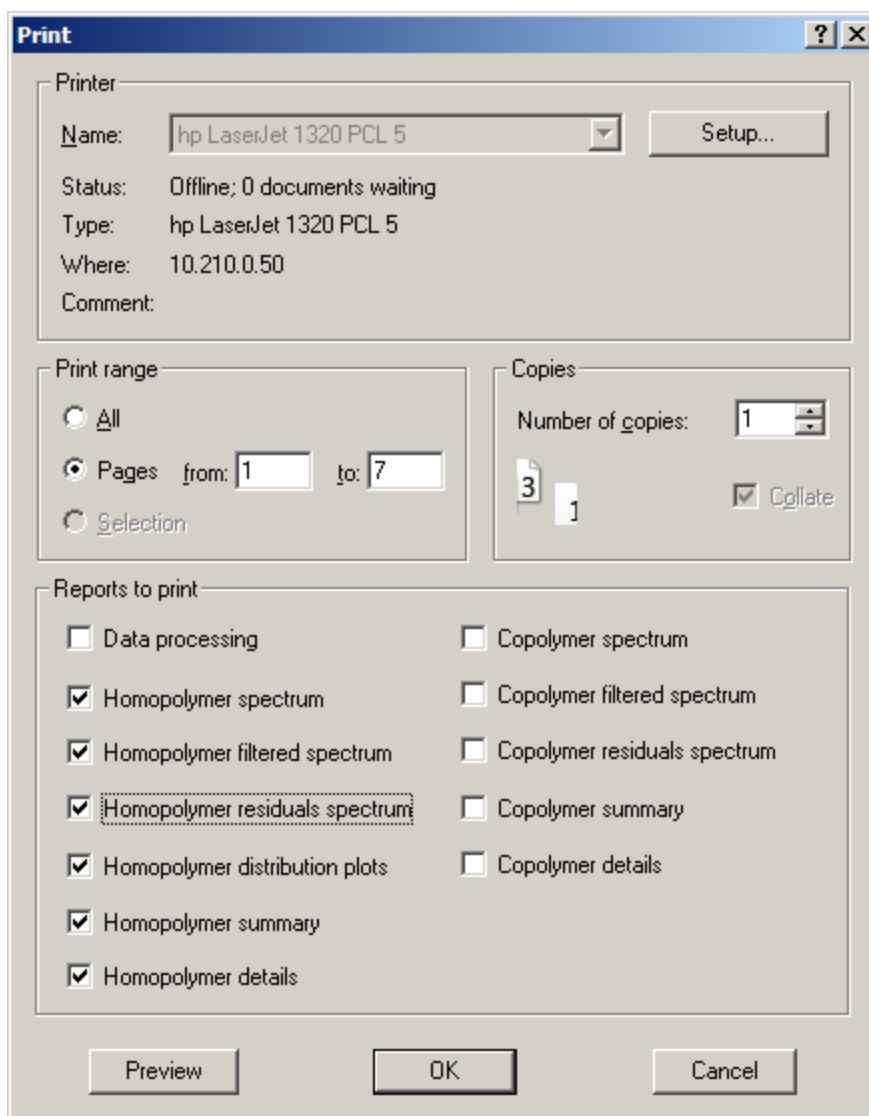 Print
Printer
Name: hp LaserJet 1320 PCL 5 Setup...
Status: Offline; 0 documents waiting
Type: hp LaserJet 1320 PCL 5
Where: 10.210.0.50
Comment:
Print range
All
Pages from: 1 to: 7
Selection
Copies
Number of copies: 1
3 1 Collate
Reports to print
Data processing
Homopolymer spectrum
Homopolymer filtered spectrum
Homopolymer residuals spectrum
Homopolymer distribution plots
Homopolymer summary
Homopolymer details
Copolymer spectrum
Copolymer filtered spectrum
Copolymer residuals spectrum
Copolymer summary
Copolymer details
Preview OK Cancel